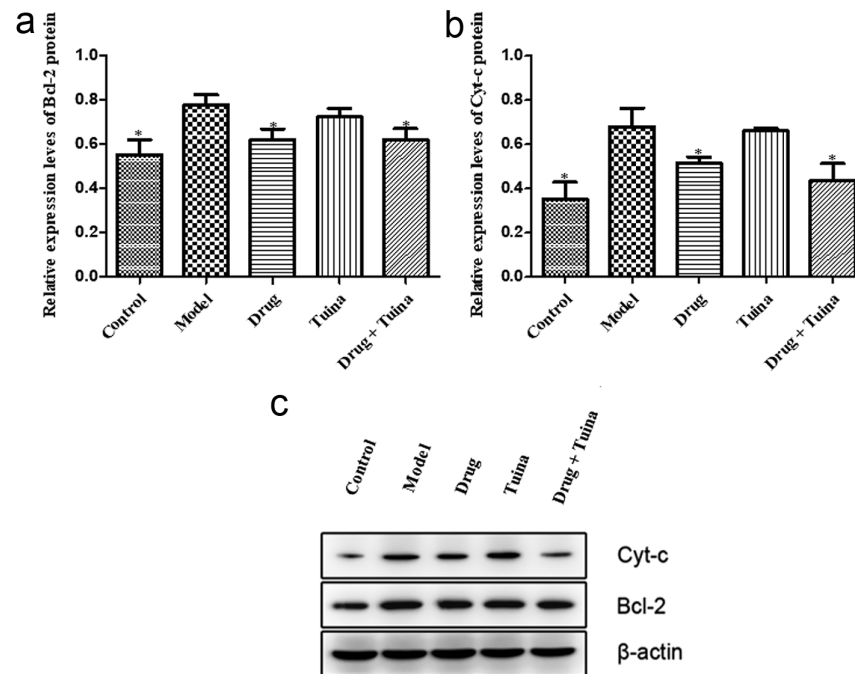 a
Relative expression leves of Bcl-2 protein
1.0
0.8
0.6
0.4
0.2
0.0
*
*
*
Control
Model
Drug
Tuina
Drug + Tuina
b
Relative expression leves of Cyt-c protein
1.0
0.8
0.6
0.4
0.2
0.0
*
*
*
Control
Model
Drug
Tuina
Drug + Tuina
c
Control
Model
Drug
Tuina
Drug + Tuina
Cyt-c
Bcl-2
β-actin